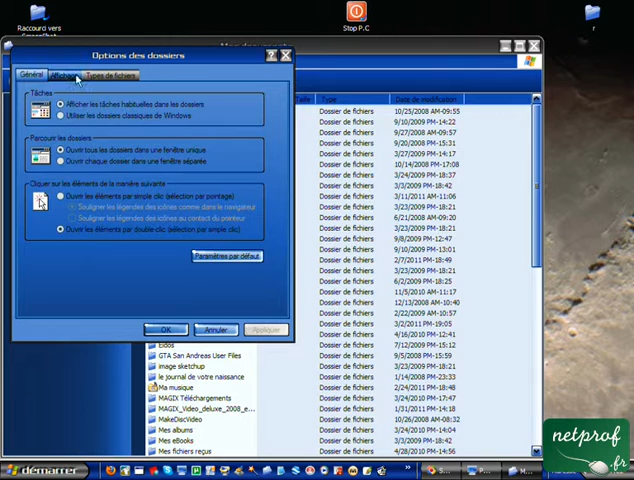 Raccourci vers
Stop P.C
r
Options des dossiers
Général
Affichage
Types de fichiers
Tâches
Afficher les tâches habituelles dans les dossiers
Utiliser les dossiers classiques de Windows
Parcourir les dossiers
Ouvrir tous les dossiers dans une fenêtre unique
Ouvrir chaque dossier dans une fenêtre séparée
Cliquer sur les éléments de la manière suivante
Ouvrir les éléments par simple clic (sélection par pointage)
Souligner les légendes des icônes comme dans le navigateur
Souligner les légendes des icônes au contact du pointeur
Ouvrir les éléments par double-clic (sélection par simple clic)
Paramètres par défaut
OK
Annuler
Appliquer
Taille
Type
Date de modification
Dossier de fichiers 10/25/2008 AM-09:55
Dossier de fichiers 9/10/2009 PM-14:22
Dossier de fichiers 9/27/2008 AM-09:57
Dossier de fichiers 9/20/2008 PM-15:31
Dossier de fichiers 3/27/2009 PM-14:17
Dossier de fichiers 10/14/2008 PM-17:08
Dossier de fichiers 3/3/2009 PM-18:42
Dossier de fichiers 3/11/2011 AM-11:06
Dossier de fichiers 3/23/2009 PM-18:21
Dossier de fichiers 6/21/2008 AM-09:20
Dossier de fichiers 3/24/2009 PM-18:34
Dossier de fichiers 3/3/2009 PM-18:42
Dossier de fichiers 9/8/2009 PM-12:47
Dossier de fichiers 9/9/2009 PM-13:01
Dossier de fichiers 2/7/2011 PM-18:49
Dossier de fichiers 3/23/2009 PM-18:21
Dossier de fichiers 6/2/2009 PM-18:25
Dossier de fichiers 11/5/2010 AM-11:17
Dossier de fichiers 12/13/2008 AM-10:40
Dossier de fichiers 2/22/2009 AM-10:57
Dossier de fichiers 4/12/2011 PM-19:05
Dossier de fichiers 4/13/2011 PM-16:44
Eidos Dossier de fichiers 7/12/2009 PM-15:12
GTA San Andreas User Files Dossier de fichiers 9/5/2008 PM-15:59
image sketchup Dossier de fichiers 3/23/2009 PM-18:21
le journal de votre naissance Dossier de fichiers 1/14/2008 PM-23:33
Ma musique Dossier de fichiers 2/24/2011 PM-18:48
MAGIX Téléchargements Dossier de fichiers 3/24/2010 PM-17:47
MAGIX_Video_deluxe_2008_e... Dossier de fichiers 1/31/2011 PM-14:18
MakeDiscVideo Dossier de fichiers 10/26/2008 AM-08:32
Mes albums Dossier de fichiers 3/24/2010 PM-14:04
Mes eBooks Dossier de fichiers 9/10/2009 PM-14:31
Mes fichiers reçus Dossier de fichiers 4/28/2010 PM-14:56
démarrer
S...
P...
M...
netprof
.fr